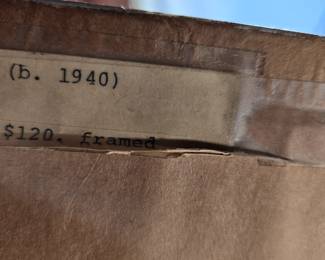 (b. 1940)
$120. framed